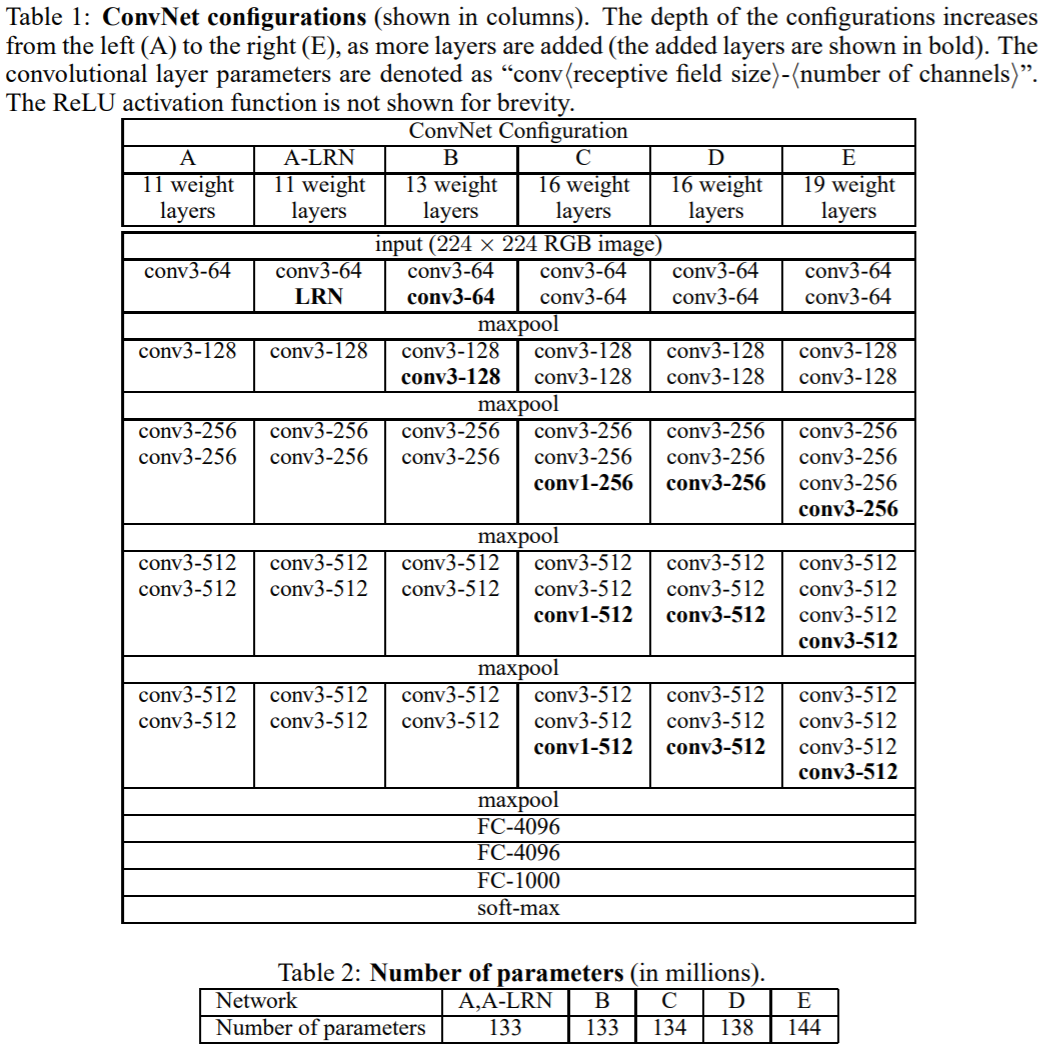 Table 1: ConvNet configurations (shown in columns). The depth of the configurations increases
from the left (A) to the right (E), as more layers are added (the added layers are shown in bold). The
convolutional layer parameters are denoted as “conv⟨receptive field size⟩-⟨number of channels⟩”.
The ReLU activation function is not shown for brevity.
ConvNet Configuration
A A-LRN B C D E
11 weight 11 weight 13 weight 16 weight 16 weight 19 weight
layers layers layers layers layers layers
input (224 × 224 RGB image)
conv3-64 conv3-64 conv3-64 conv3-64 conv3-64 conv3-64
LRN conv3-64 conv3-64 conv3-64 conv3-64
maxpool
conv3-128 conv3-128 conv3-128 conv3-128 conv3-128 conv3-128
conv3-128 conv3-128 conv3-128 conv3-128
maxpool
conv3-256 conv3-256 conv3-256 conv3-256 conv3-256 conv3-256
conv3-256 conv3-256 conv3-256 conv3-256 conv3-256 conv3-256
conv1-256 conv3-256 conv3-256
conv3-256
maxpool
conv3-512 conv3-512 conv3-512 conv3-512 conv3-512 conv3-512
conv3-512 conv3-512 conv3-512 conv3-512 conv3-512 conv3-512
conv1-512 conv3-512 conv3-512
conv3-512
maxpool
conv3-512 conv3-512 conv3-512 conv3-512 conv3-512 conv3-512
conv3-512 conv3-512 conv3-512 conv3-512 conv3-512 conv3-512
conv1-512 conv3-512 conv3-512
conv3-512
maxpool
FC-4096
FC-4096
FC-1000
soft-max
Table 2: Number of parameters (in millions).
Network A,A-LRN B C D E
Number of parameters 133 133 134 138 144